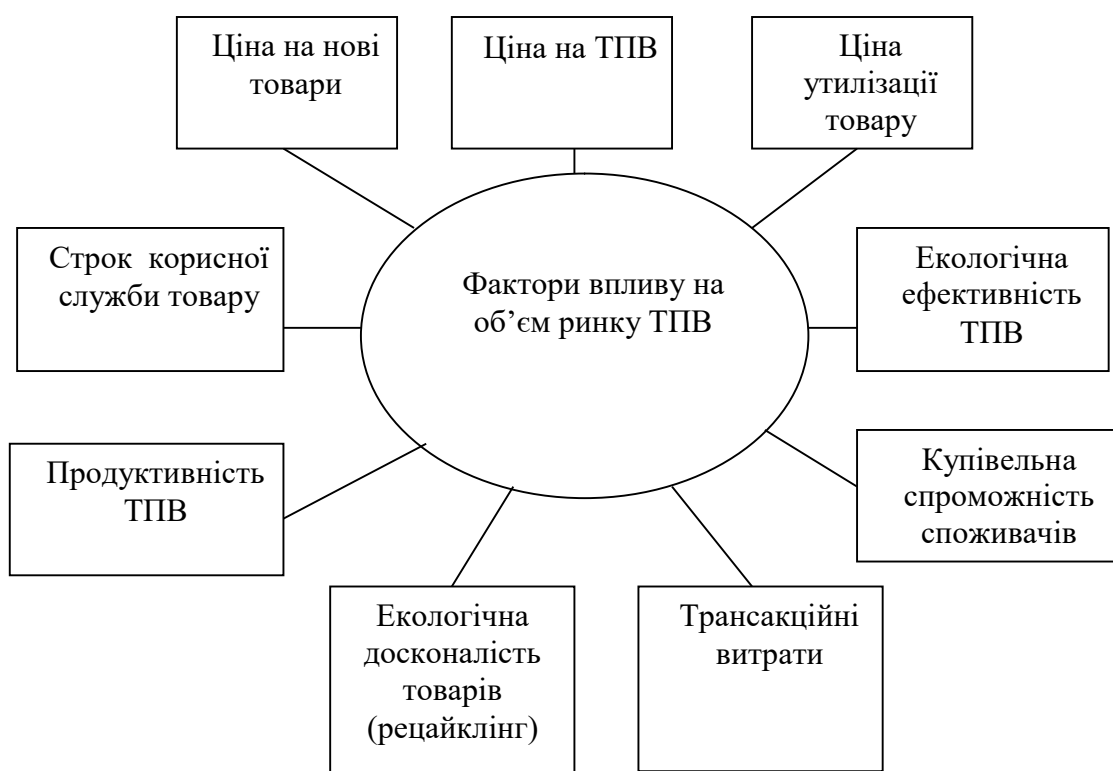 Ціна на нові
товари
Ціна на ТПВ
Ціна
утилізації
товару
Строк корисної
служби товару
Фактори впливу на
об’єм ринку ТПВ
Екологічна
ефективність
ТПВ
Продуктивність
ТПВ
Купівельна
спроможність
споживачів
Екологічна
досконалість
товарів
(рецайклінг)
Трансакційні
витрати